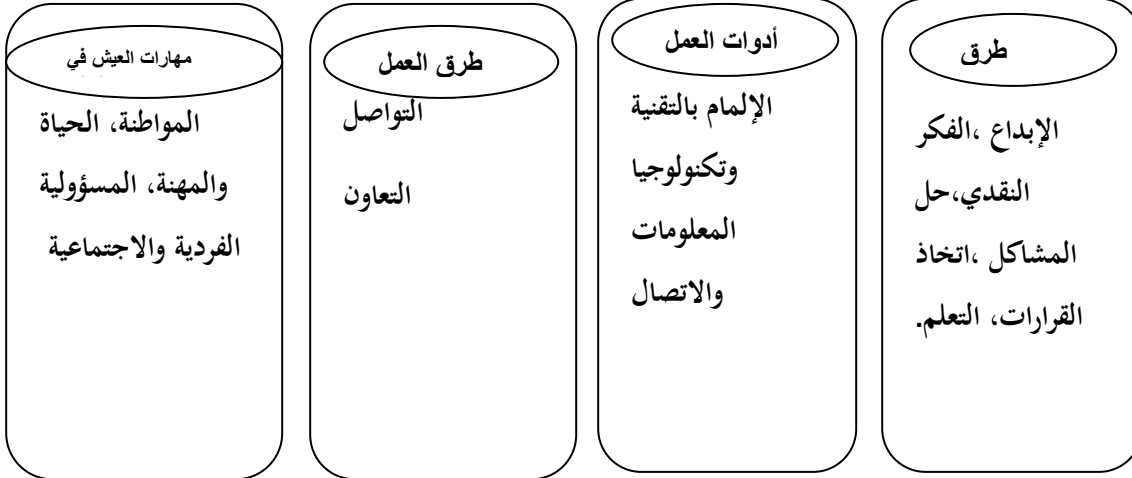 طرق
الإبداع ،الفكر
النقدي،حل
المشاكل ،اتخاذ
القرارات، التعلم.
أدوات العمل
الإلمام بالتقنية
وتكنولوجيا
المعلومات
والاتصال
طرق العمل
التواصل
التعاون
مهارات العيش في
المواطنة، الحياة
والمهنة، المسؤولية
الفردية والاجتماعية